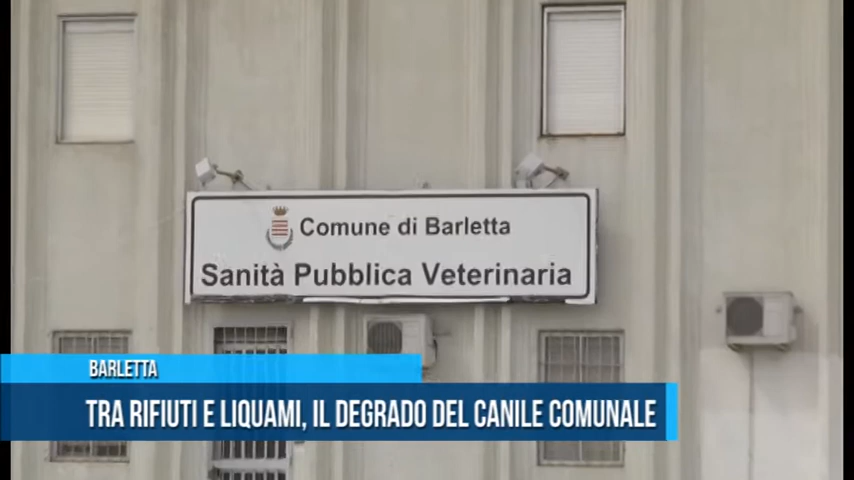 Comune di Barletta
Sanità Pubblica Veterinaria
BARLETTA
TRA RIFIUTI E LIQUAMI, IL DEGRADO DEL CANILE COMUNALE